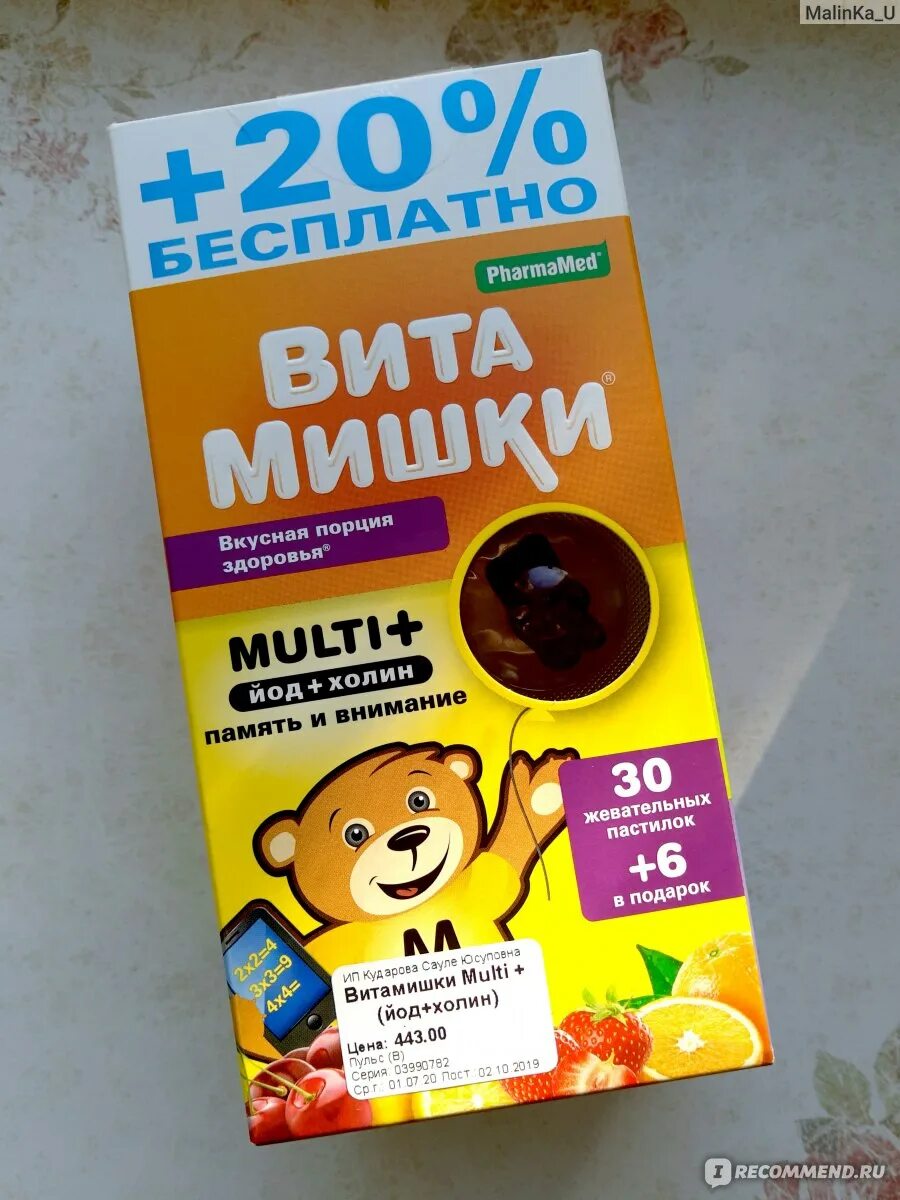 MalinKa_U
+20%
БЕСПЛАТНО
PharmaMed®
ВИТА
МИШКИ®
Вкусная порция
здоровья®
MULTI+
йод+холин
память и внимание
30
жевательных
пастилок
+6
в подарок
M
2x2=4
3x3=9
4x4=
ИП Кударова Сауле Юсуповна
Витамишки Multi +
(йод+холин)
Цена: 443.00
Пульс (В)
Серия: 03990782
Ср.г.: 01.07.20 Пост.:02.10.2019
IRECOMMEND.RU